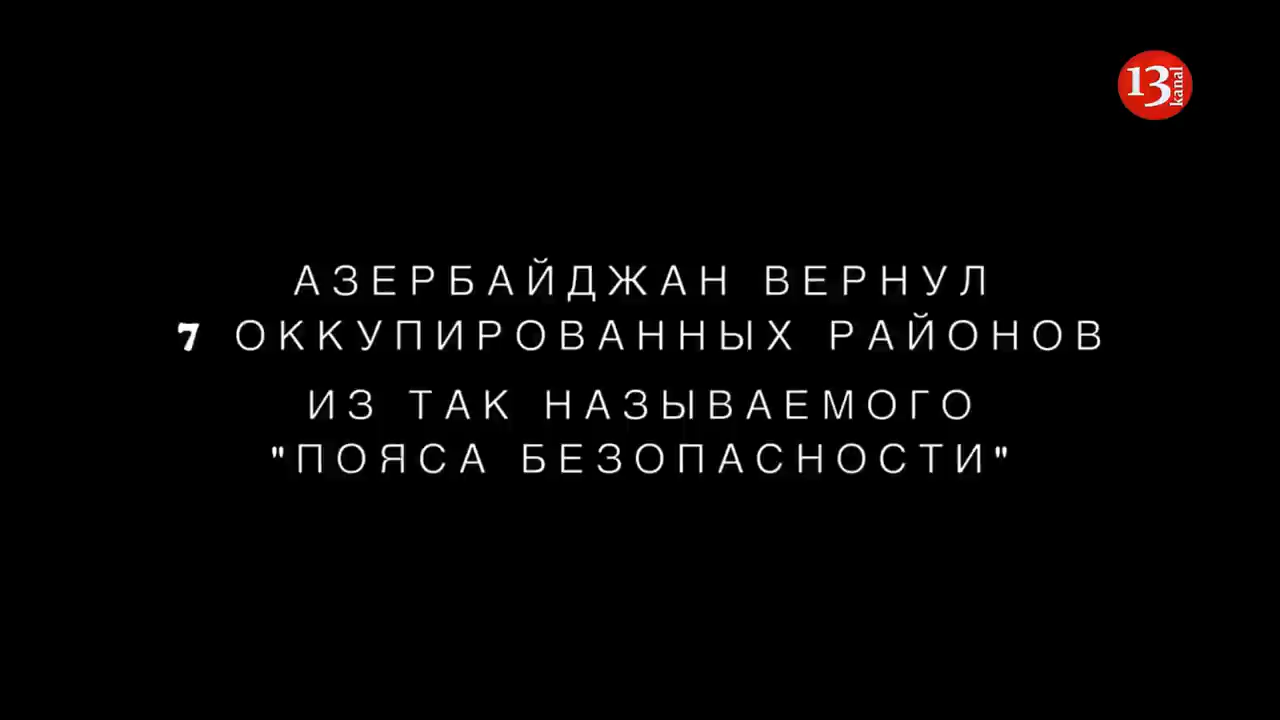 13 kanal
АЗЕРБАЙДЖАН ВЕРНУЛ
7 ОККУПИРОВАННЫХ РАЙОНОВ
ИЗ ТАК НАЗЫВАЕМОГО
"ПОЯСА БЕЗОПАСНОСТИ"